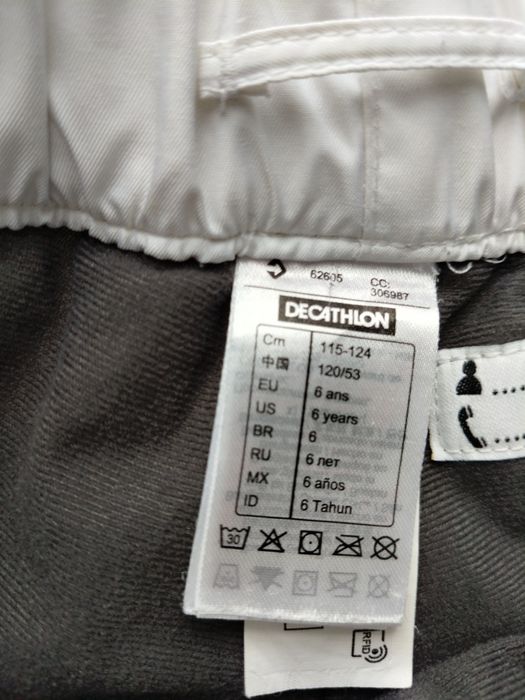 62605 CC:
306987
DECATHLON
Cm 115-124
中国 120/53
EU 6 ans
US 6 years
BR 6
RU 6 лет
MX 6 años
ID 6 Tahun
30
RFID